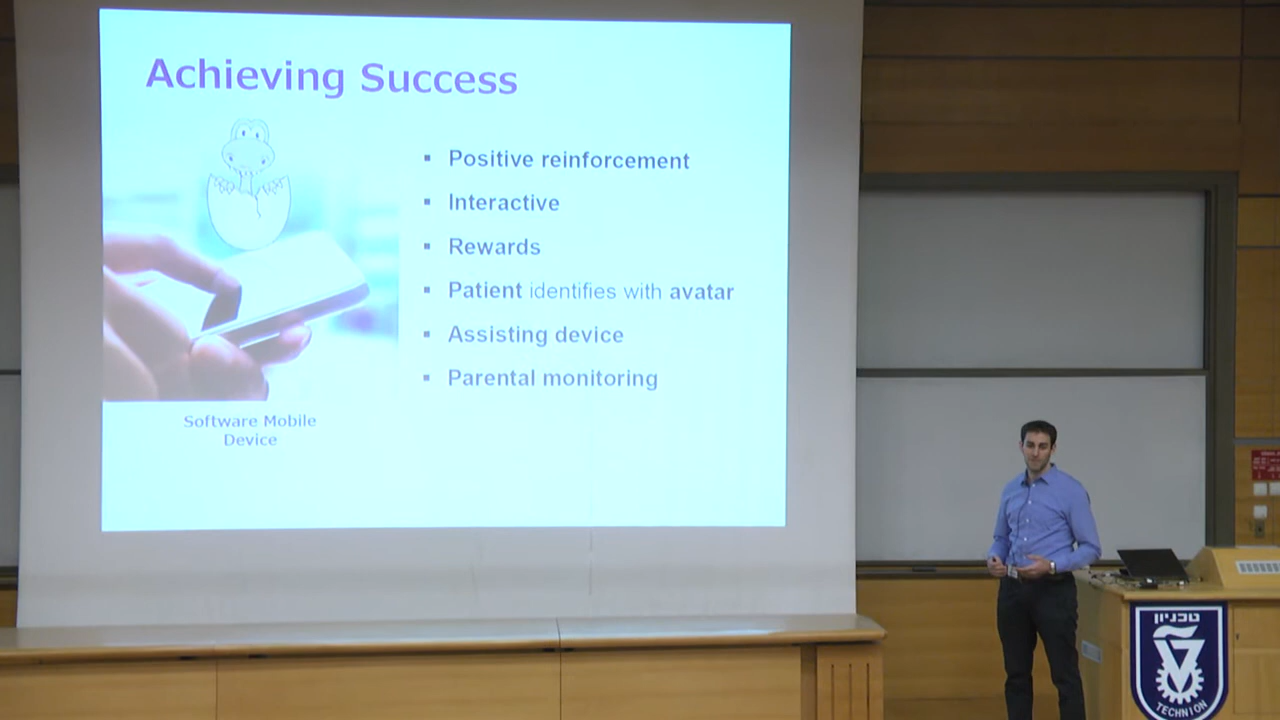 Achieving Success
▪ Positive reinforcement
▪ Interactive
▪ Rewards
▪ Patient identifies with avatar
▪ Assisting device
▪ Parental monitoring
Software Mobile
Device
טכניון
TECHNION